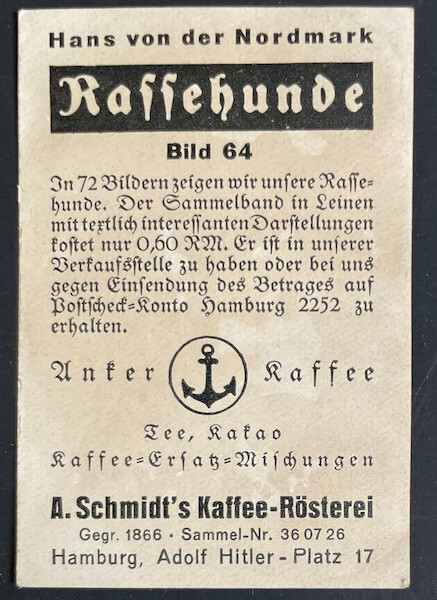 Hans von der Nordmark
Rassehunde
Bild 64
In 72 Bildern zeigen wir unsere Rasse-
hunde. Der Sammelband in Leinen
mit textlich interessanten Darstellungen
kostet nur 0,60 RM. Er ist in unserer
Verkaufsstelle zu haben oder bei uns
gegen Einsendung des Betrages auf
Postscheck-Konto Hamburg 2252 zu
erhalten.
Anker Kaffee
Tee, Kakao
Kaffee-Ersatz-Mischungen
A. Schmidt's Kaffee-Rösterei
Gegr. 1866 · Sammel-Nr. 36 07 26
Hamburg, Adolf Hitler-Platz 17